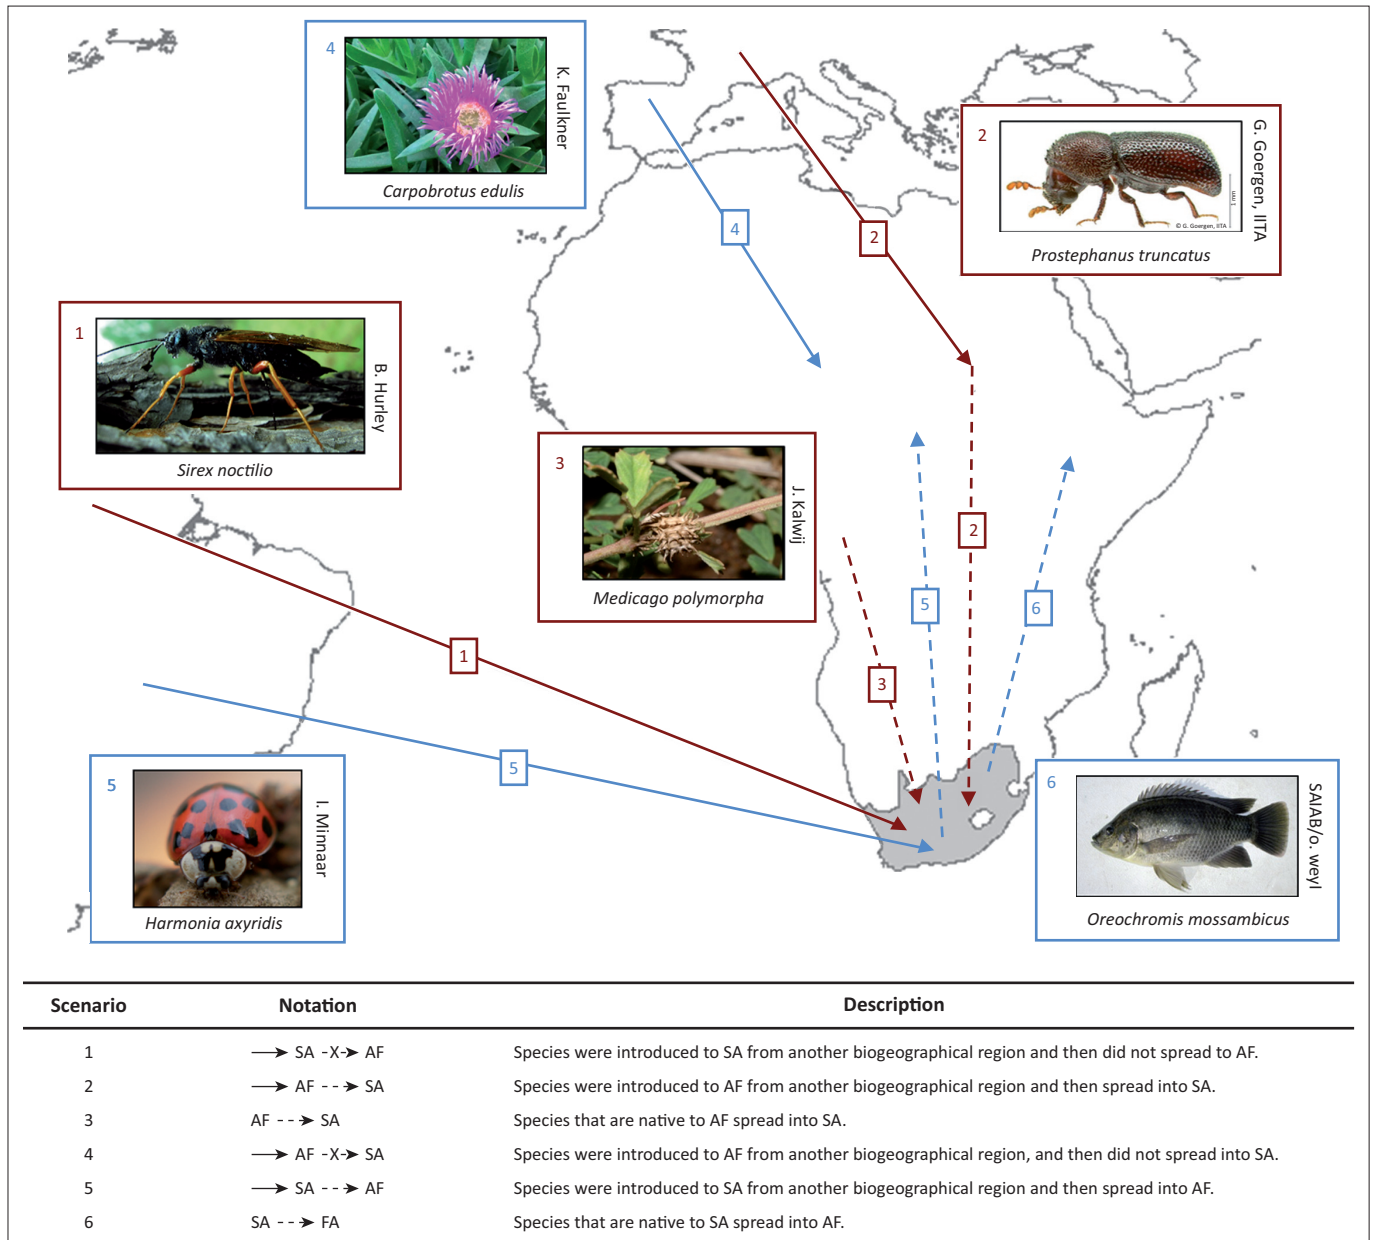 4
K. Faulkner
Carpobrotus edulis
2
G. Goergen, IITA
1 mm
© G. Goergen, IITA
Prostephanus truncatus
4
2
1
B. Hurley
Sirex noctilio
3
J. Kalwij
Medicago polymorpha
2
5
6
1
3
5
5
I. Minnaar
Harmonia axyridis
6
SAIAB/o. weyl
Oreochromis mossambicus
Scenario Notation Description
1 → SA -X-> AF Species were introduced to SA from another biogeographical region and then did not spread to AF.
2 → AF --> SA Species were introduced to AF from another biogeographical region and then spread into SA.
3 AF --> SA Species that are native to AF spread into SA.
4 → AF -X-> SA Species were introduced to AF from another biogeographical region, and then did not spread into SA.
5 → SA --> AF Species were introduced to SA from another biogeographical region and then spread into AF.
6 SA --> FA Species that are native to SA spread into AF.